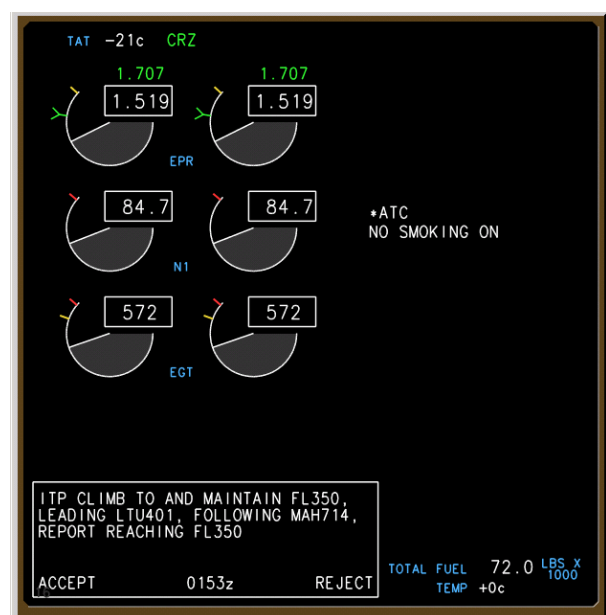 TAT -21c CRZ
1.707 1.707
1.519 1.519
EPR
84.7 84.7
*ATC
NO SMOKING ON
N1
572 572
EGT
ITP CLIMB TO AND MAINTAIN FL350,
LEADING LTU401, FOLLOWING MAH714,
REPORT REACHING FL350
ACCEPT 0153z REJECT
TOTAL FUEL 72.0 LBS X
1000
TEMP +0c